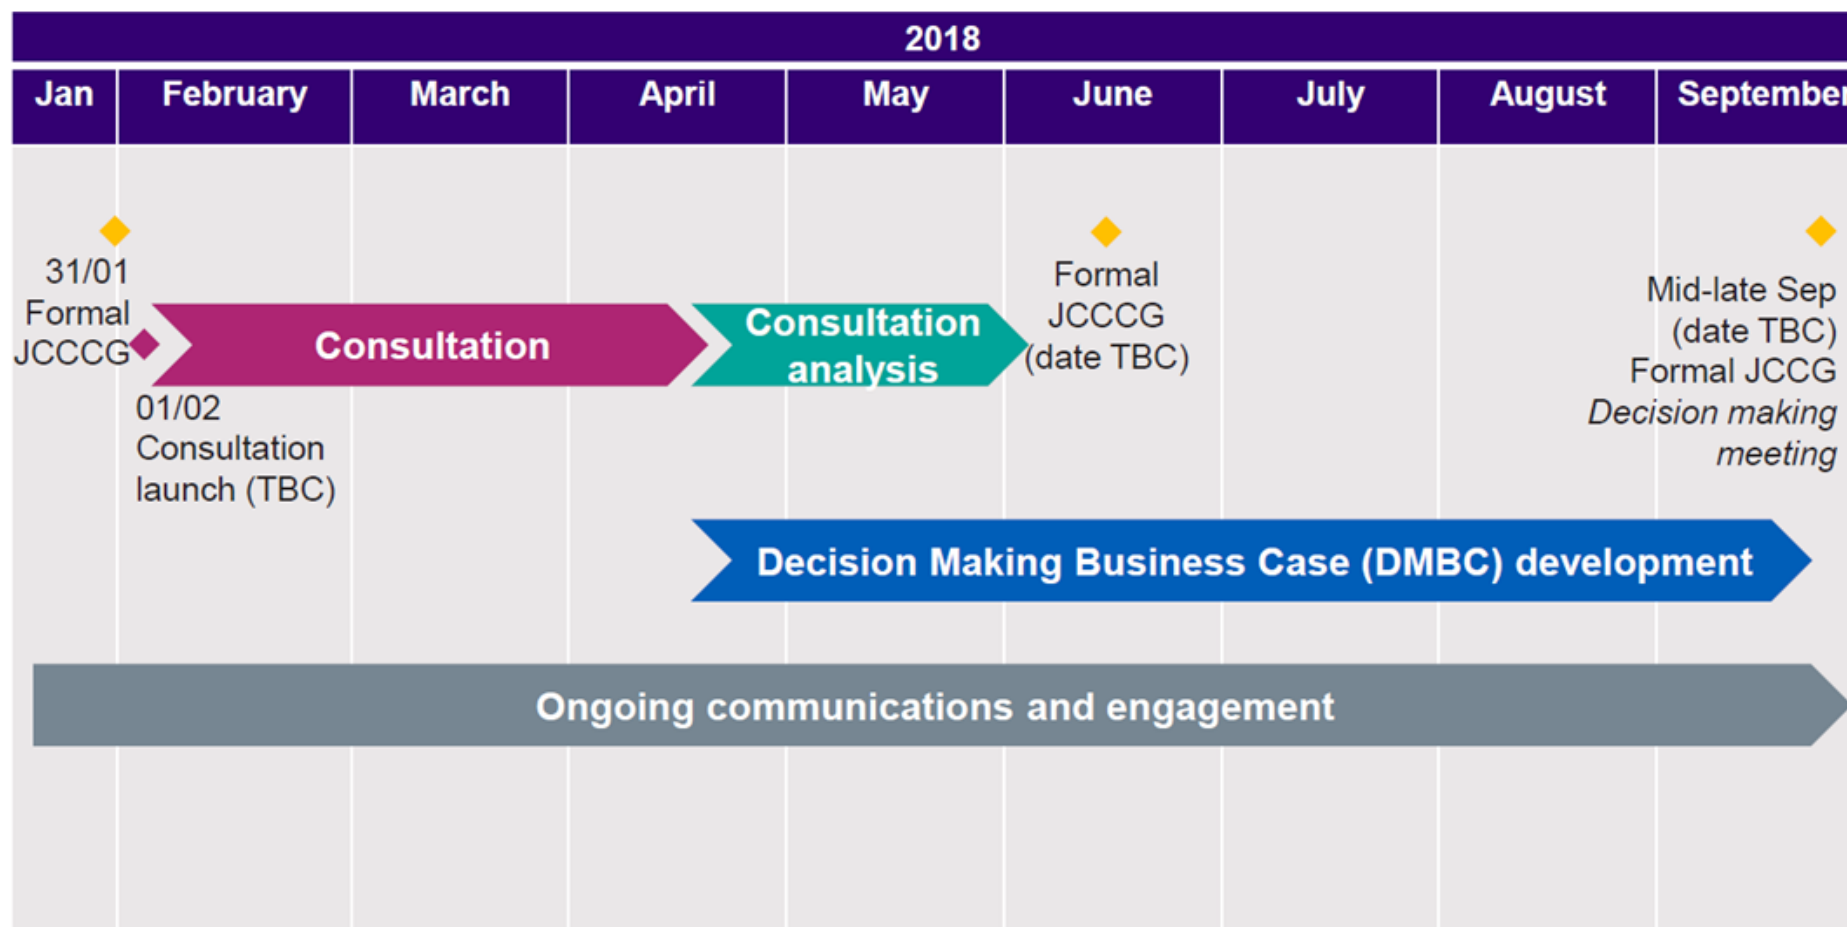 2018
Jan February March April May June July August September
31/01
Formal
JCCCG
01/02
Consultation
launch (TBC)
Consultation
Consultation
analysis
Formal
JCCCG
(date TBC)
Mid-late Sep
(date TBC)
Formal JCCG
Decision making
meeting
Decision Making Business Case (DMBC) development
Ongoing communications and engagement